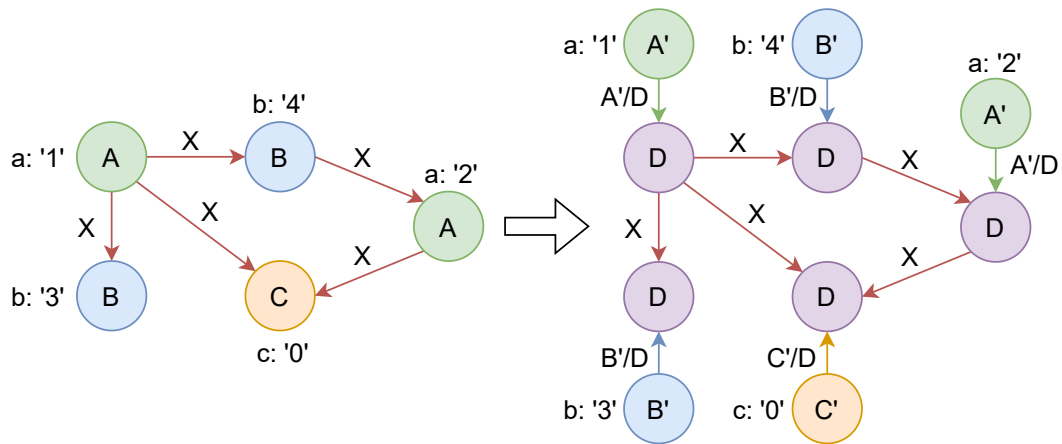 b: '4'
X
X
a: '1'
A
B
a: '2'
X
X
X
A
b: '3'
B
C
c: '0'
a: '1'
A'
b: '4'
B'
a: '2'
A'/D
B'/D
A'
X
X
A'/D
D
D
X
X
X
D
D
D
B'/D
C'/D
b: '3'
B'
c: '0'
C'